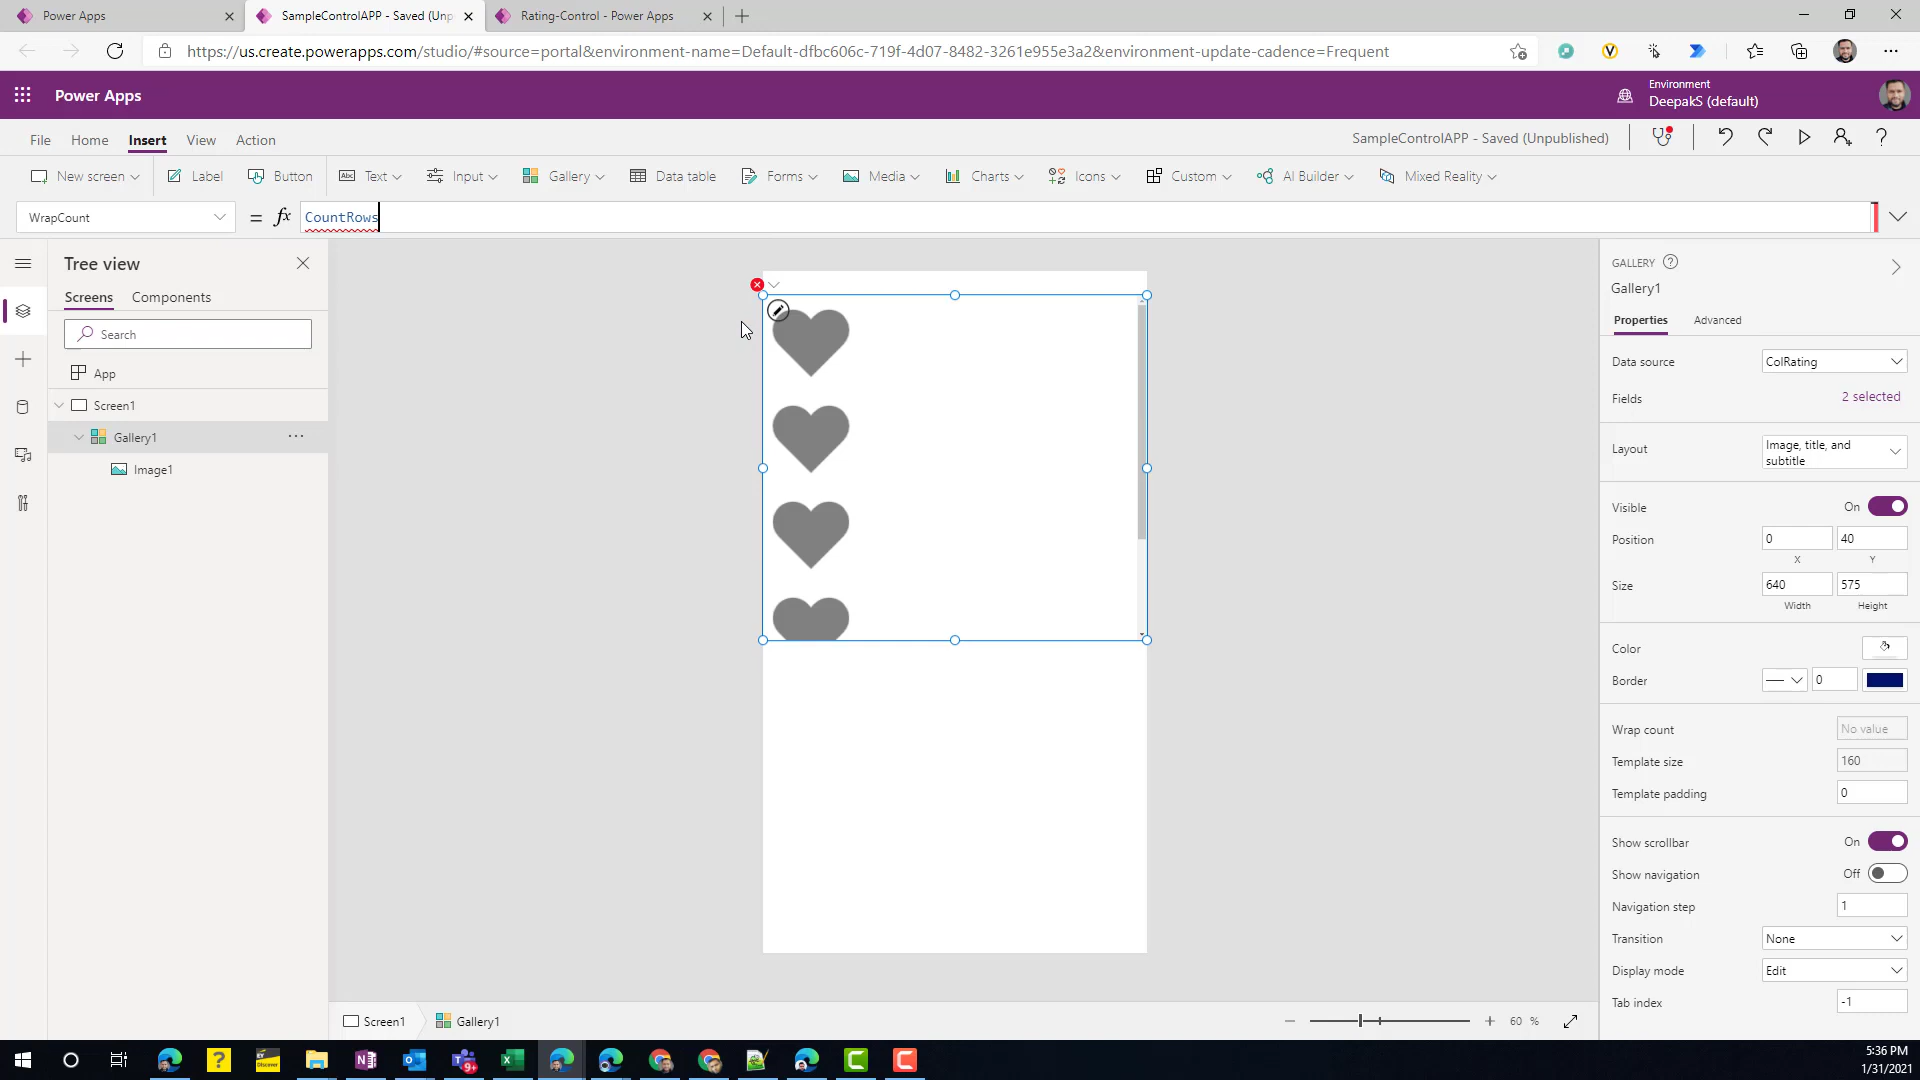 Power Apps
SampleControlAPP - Saved (Unp
Rating-Control - Power Apps
https://us.create.powerapps.com/studio/#source=portal&environment-name=Default-dfbc606c-719f-4d07-8482-3261e955e3a2&environment-update-cadence=Frequent
Power Apps
Environment
DeepakS (default)
File Home Insert View Action
SampleControlAPP - Saved (Unpublished)
New screen Label Button Abc Text Input Gallery Data table Forms Media Charts Icons Custom AI Builder Mixed Reality
WrapCount = fx CountRows
Tree view
Screens Components
Search
App
Screen1
Gallery1
Image1
GALLERY
Gallery1
Properties Advanced
Data source ColRating
Fields 2 selected
Layout Image, title, and subtitle
Visible On
Position 0 40
X Y
Size 640 575
Width Height
Color
Border 0
Wrap count No value
Template size 160
Template padding 0
Show scrollbar On
Show navigation Off
Navigation step 1
Transition None
Display mode Edit
Tab index -1
Screen1 Gallery1
60 %
EY
Discover
9+
5:36 PM
1/31/2021